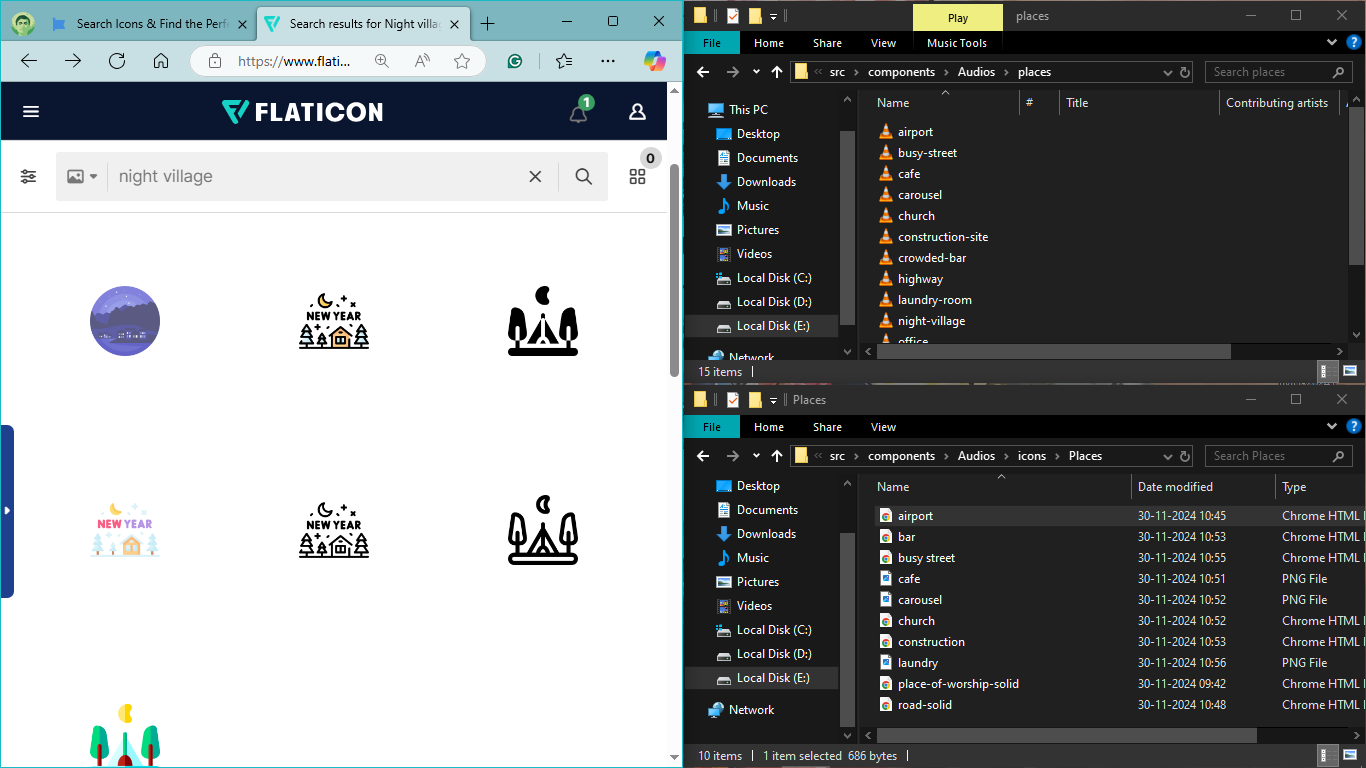 Search Icons & Find the Perf
Search results for Night villag
https://www.flati...
FLATICON
1
night village
0
NEW YEAR
NEW YEAR
NEW YEAR
Play
places
File
Home
Share
View
Music Tools
src
components
Audios
places
Search places
This PC
Desktop
Documents
Downloads
Music
Pictures
Videos
Local Disk (C:)
Local Disk (D:)
Local Disk (E:)
Network
Name
#
Title
Contributing artists
airport
busy-street
cafe
carousel
church
construction-site
crowded-bar
highway
laundry-room
night-village
office
15 items
Places
File
Home
Share
View
src
components
Audios
icons
Places
Search Places
Desktop
Documents
Downloads
Music
Pictures
Videos
Local Disk (C:)
Local Disk (D:)
Local Disk (E:)
Network
Name
Date modified
Type
airport 30-11-2024 10:45 Chrome HTML
bar 30-11-2024 10:53 Chrome HTML
busy street 30-11-2024 10:55 Chrome HTML
cafe 30-11-2024 10:51 PNG File
carousel 30-11-2024 10:52 PNG File
church 30-11-2024 10:52 Chrome HTML
construction 30-11-2024 10:53 Chrome HTML
laundry 30-11-2024 10:56 PNG File
place-of-worship-solid 30-11-2024 09:42 Chrome HTML
road-solid 30-11-2024 10:48 Chrome HTML
10 items
1 item selected 686 bytes